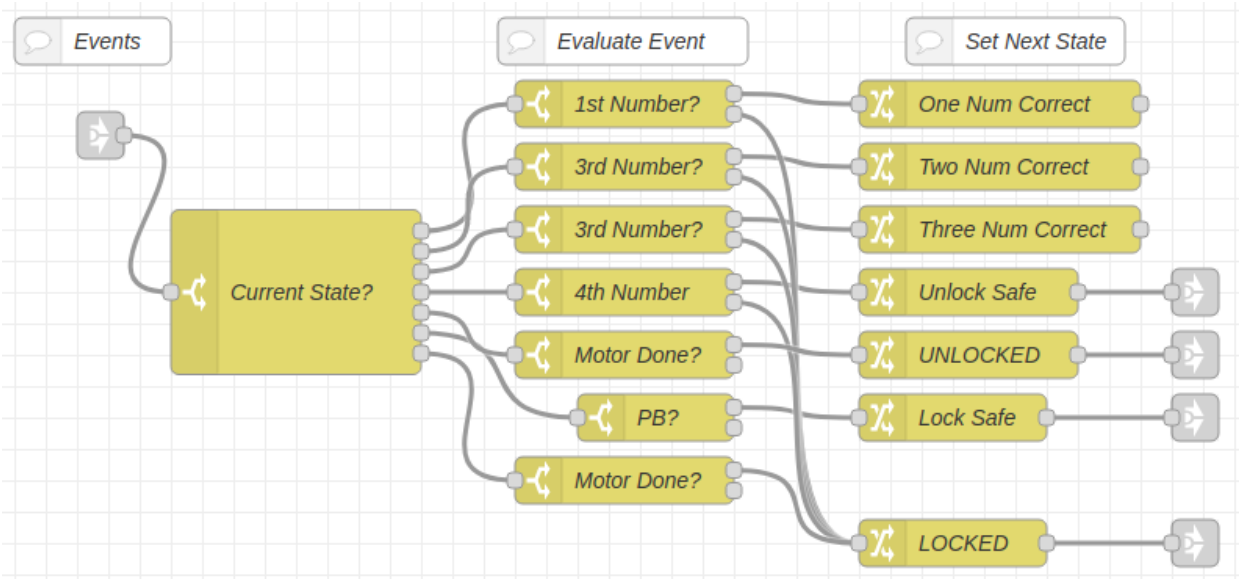 Events
Evaluate Event
Set Next State
1st Number?
One Num Correct
3rd Number?
Two Num Correct
3rd Number?
Three Num Correct
Current State?
4th Number
Unlock Safe
Motor Done?
UNLOCKED
PB?
Lock Safe
Motor Done?
LOCKED